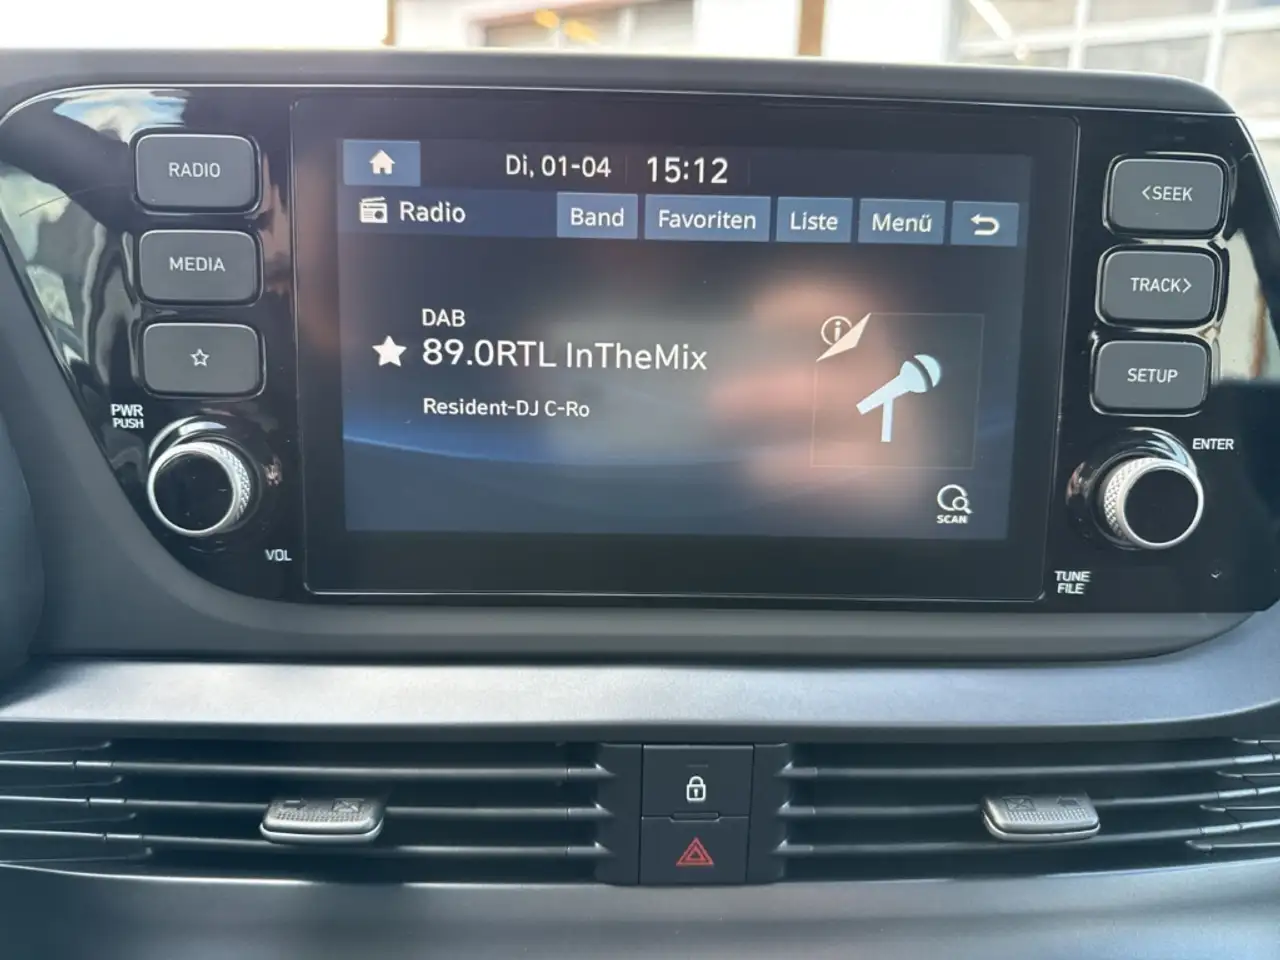 RADIO
MEDIA
PWR
PUSH
VOL
Di, 01-04 15:12
Radio Band Favoriten Liste Menü
DAB
89.0RTL InTheMix
Resident-DJ C-Ro
i
SCAN
<SEEK
TRACK>
SETUP
ENTER
TUNE
FILE